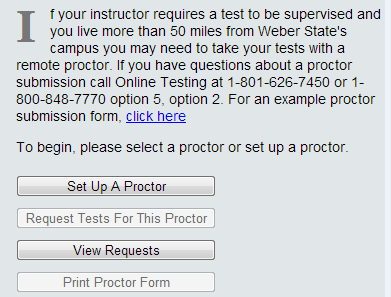 If your instructor requires a test to be supervised and
you live more than 50 miles from Weber State's
campus you may need to take your tests with a
remote proctor. If you have questions about a proctor
submission call Online Testing at 1-801-626-7450 or 1-
800-848-7770 option 5, option 2. For an example proctor
submission form, click here
To begin, please select a proctor or set up a proctor.
Set Up A Proctor
Request Tests For This Proctor
View Requests
Print Proctor Form